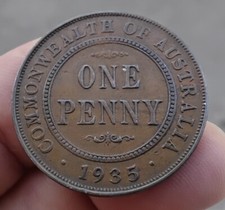 COMMONWEALTH OF AUSTRALIA
ONE
PENNY
1935